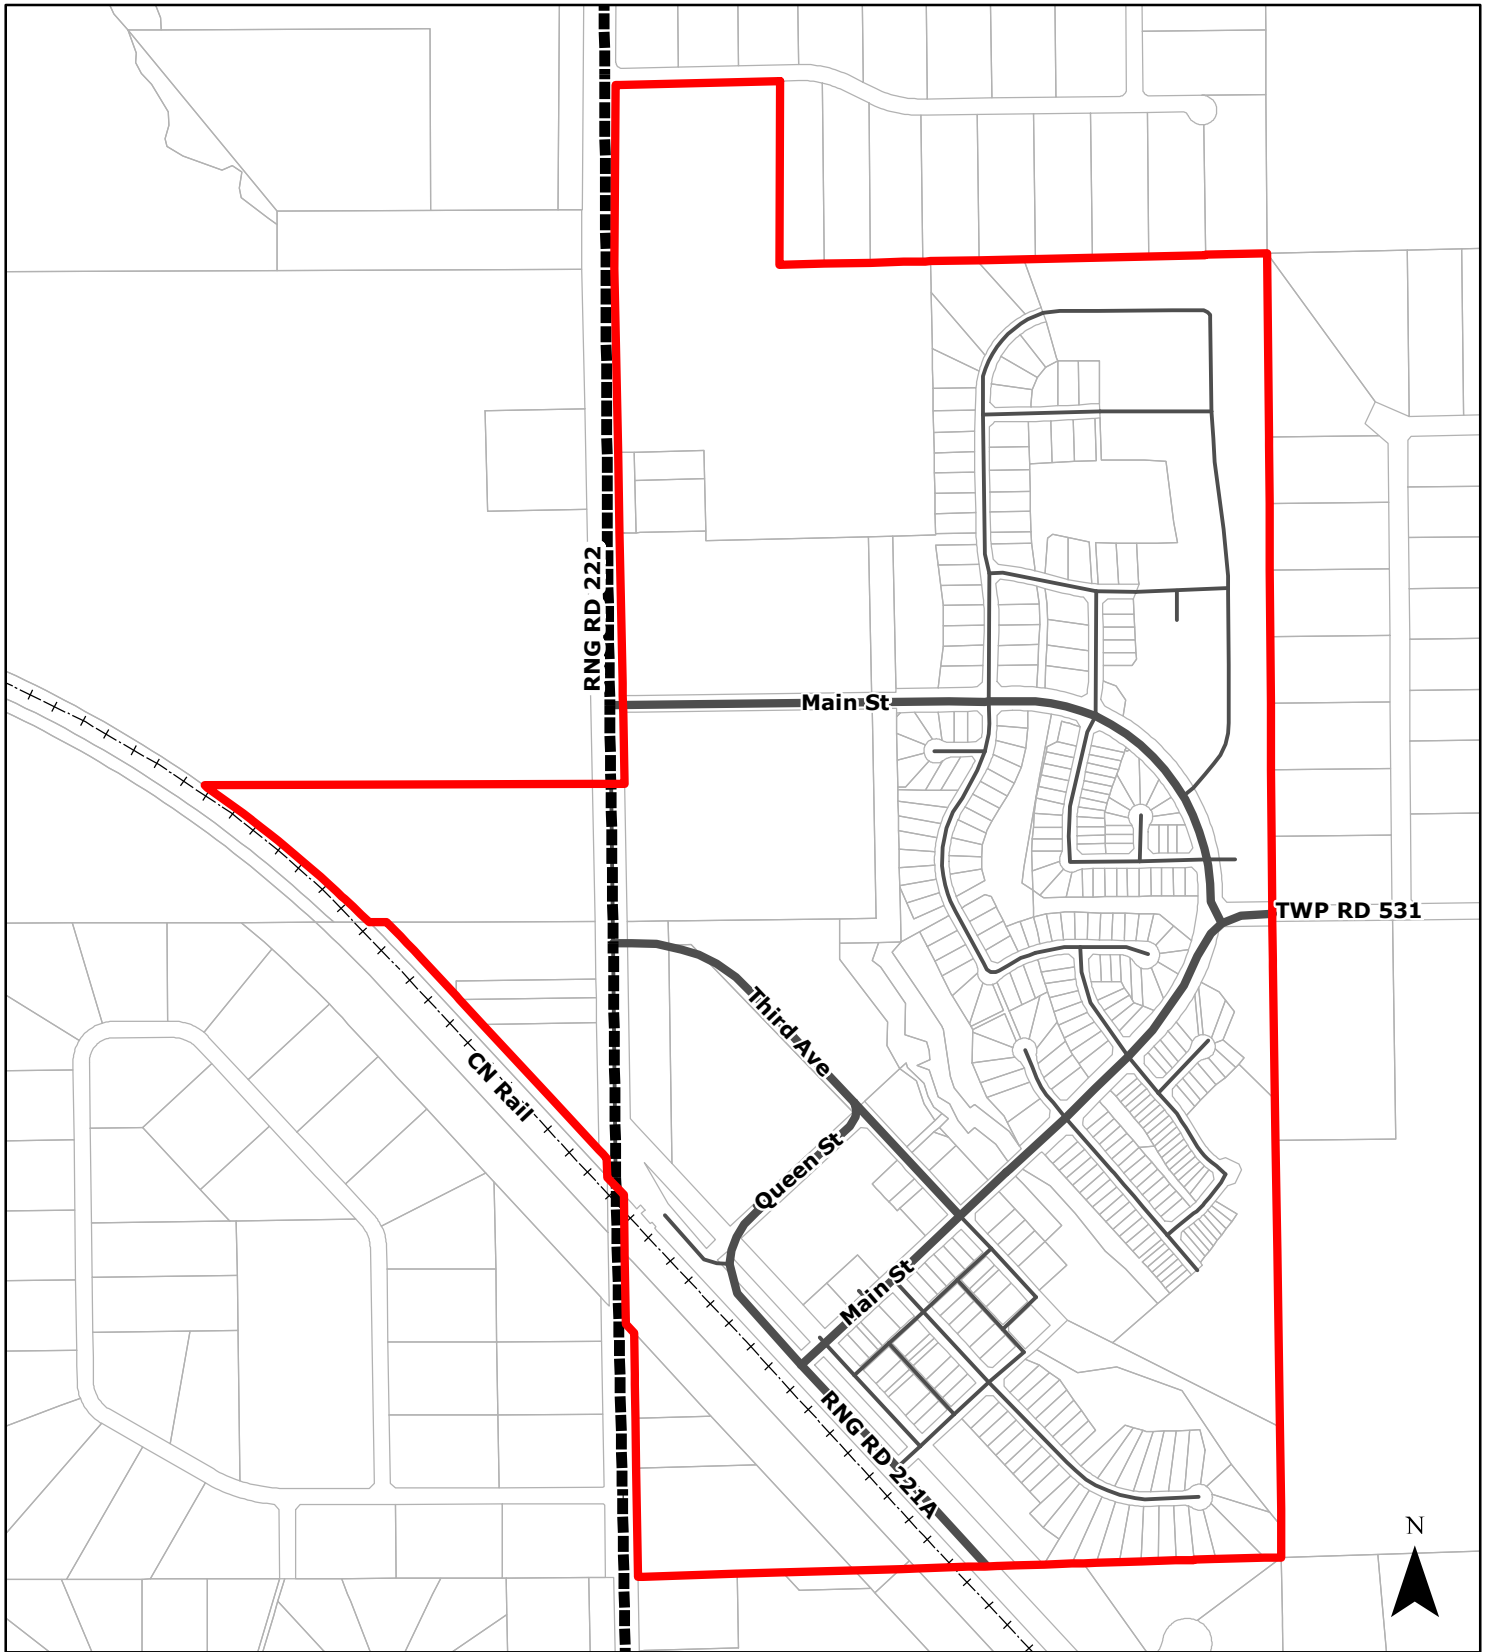 RNG RD 222
Main St
TWP RD 531
Third Ave
CN Rail
Queen St
Main St
RNG RD 221A
N